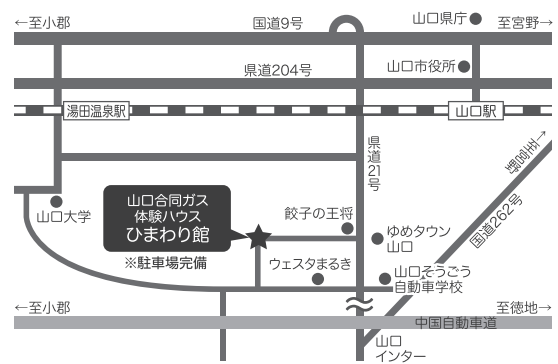 ←至小郡
国道9号
山口県庁
至宮野→
山口市役所
県道204号
湯田温泉駅
山口駅
県道21号
至宮野→
国道262号
山口大学
山口合同ガス
体験ハウス
ひまわり館
※駐車場完備
餃子の王将
ゆめタウン
山口
ウェスタまるき
山口そうごう
自動車学校
←至小郡
至徳地→
中国自動車道
山口
インター